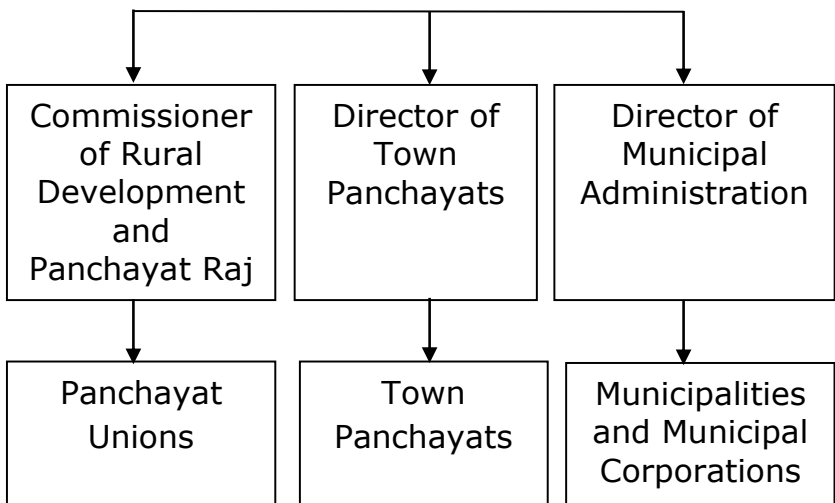 Commissioner
of Rural
Development
and
Panchayat Raj
Director of
Town
Panchayats
Director of
Municipal
Administration
Panchayat
Unions
Town
Panchayats
Municipalities
and Municipal
Corporations